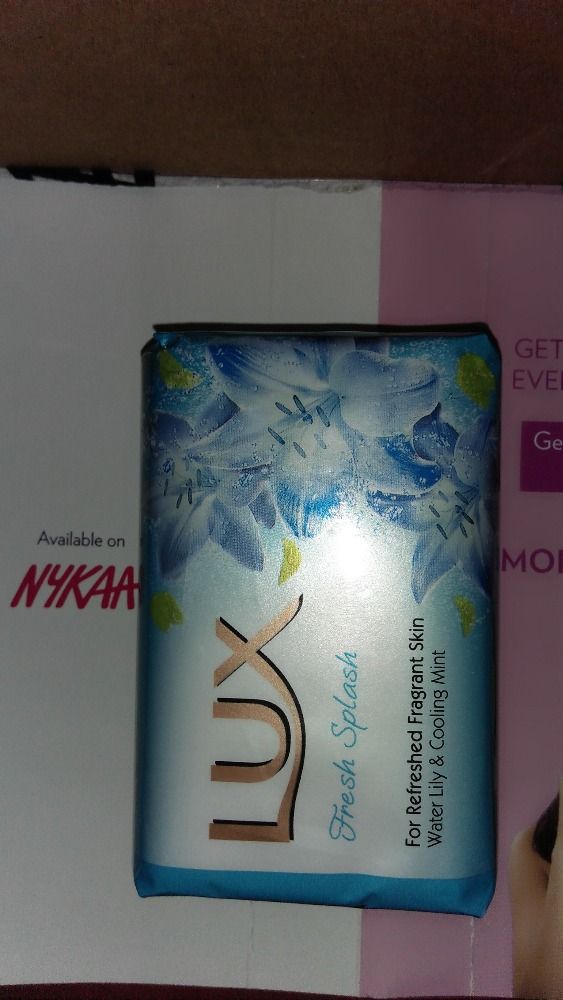 GET
EVE
Ge
Available on
NYKAA
MO
LUX
Fresh Splash
For Refreshed Fragrant Skin
Water Lily & Cooling Mint